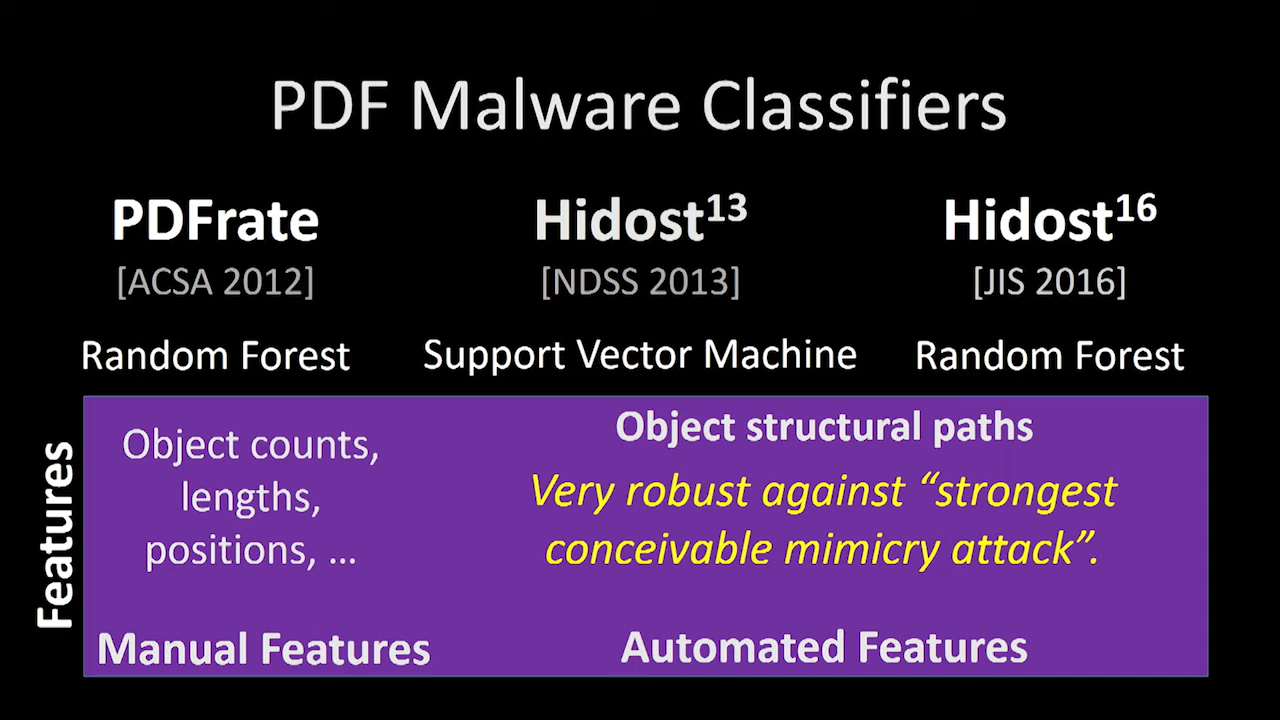 PDF Malware Classifiers
PDFrate
Hidost13
Hidost16
[ACSA 2012]
[NDSS 2013]
[JIS 2016]
Random Forest
Support Vector Machine
Random Forest
Features
Object counts,
lengths,
positions, ...
Manual Features
Object structural paths
Very robust against “strongest
conceivable mimicry attack”.
Automated Features